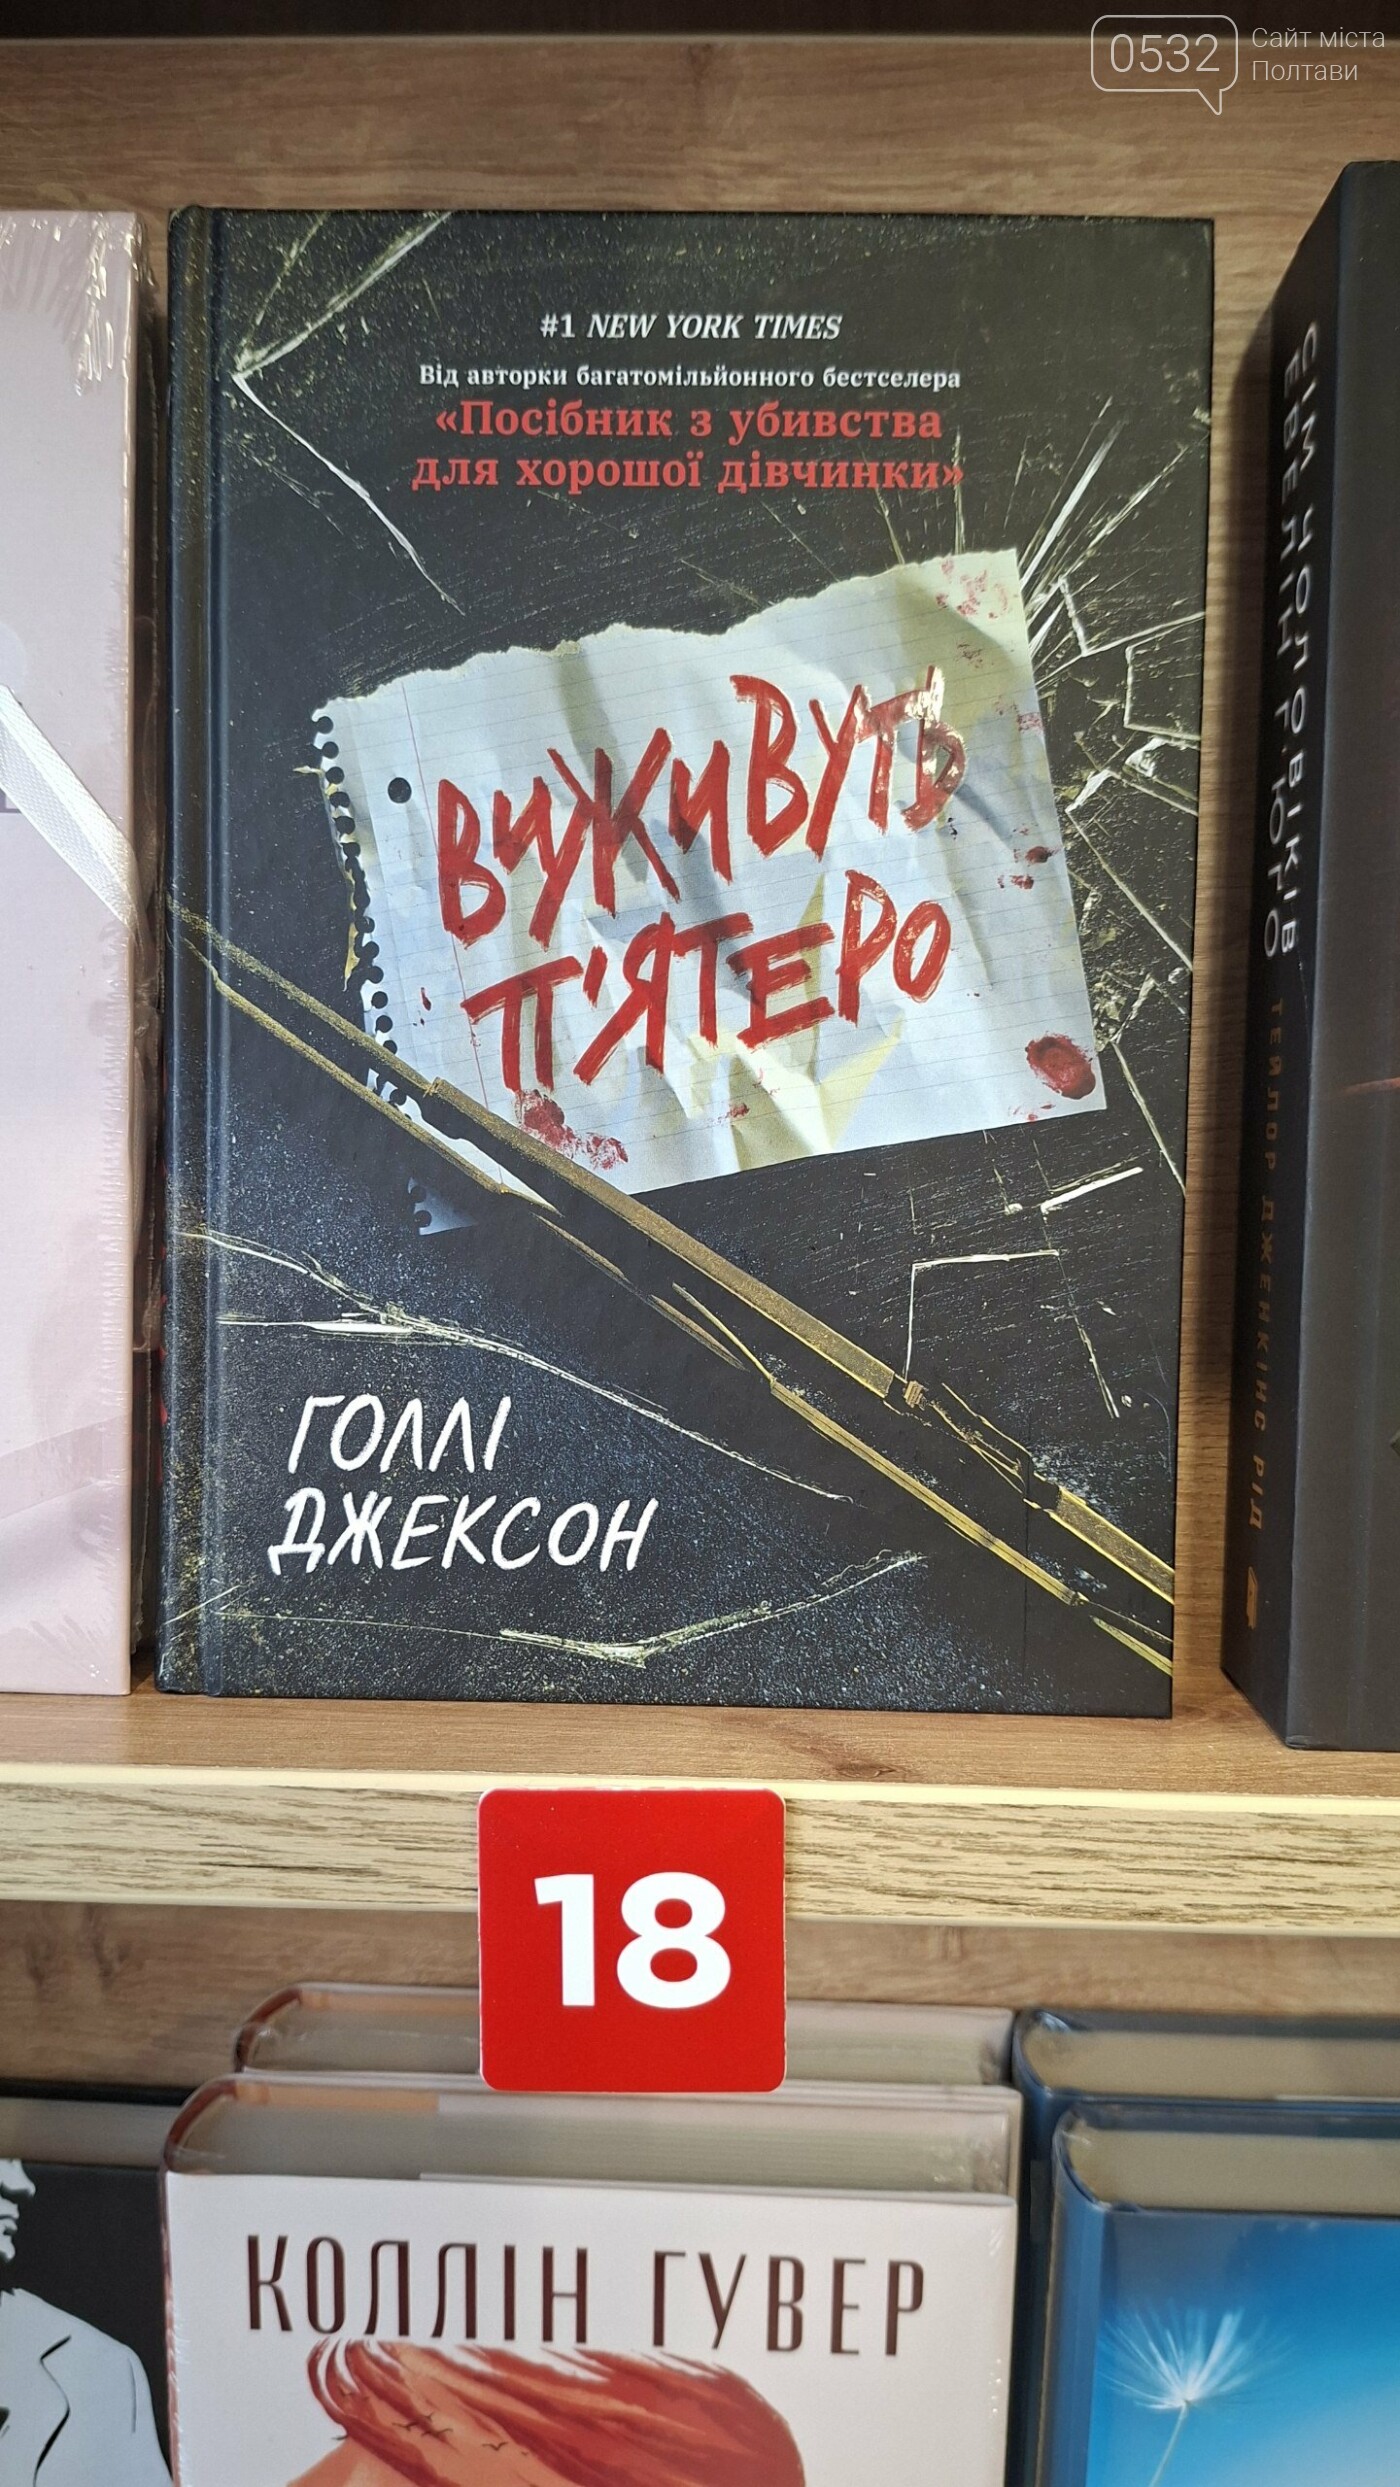 0532
Сайт міста
Полтави
#1 NEW YORK TIMES
Від авторки багатомільйонного бестселера
«Посібник з убивства
для хорошої дівчинки»
ВИЖИВУТЬ
П'ЯТЕРО
ГОЛЛІ
ДЖЕКСОН
СІМ ЧОЛОВІКІВ
ЕВЕЛІН Г'ЮҐО
ТЕЙЛОР ДЖЕНКІНС РІД
18
КОЛЛІН ГУВЕР